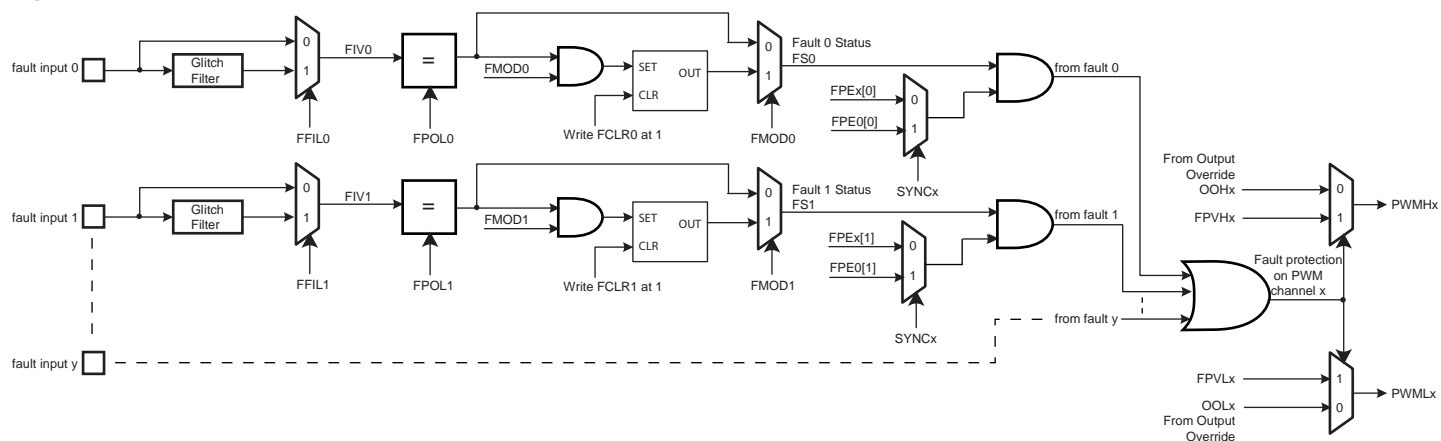 fault input 0
Glitch
Filter
0
1
FFIL0
FIV0
=
FPOL0
FMOD0
SET
OUT
CLR
Write FCLR0 at 1
0
1
FMOD0
Fault 0 Status
FS0
FPEx[0]
FPE0[0]
0
1
SYNCx
from fault 0
fault input 1
Glitch
Filter
0
1
FFIL1
FIV1
=
FPOL1
FMOD1
SET
OUT
CLR
Write FCLR1 at 1
0
1
FMOD1
Fault 1 Status
FS1
FPEx[1]
FPE0[1]
0
1
SYNCx
from fault 1
fault input y
from fault y
From Output
Override
OOHx
FPVHx
0
1
PWMHx
Fault protection
on PWM
channel x
FPVLx
OOLx
From Output
Override
1
0
PWMLx